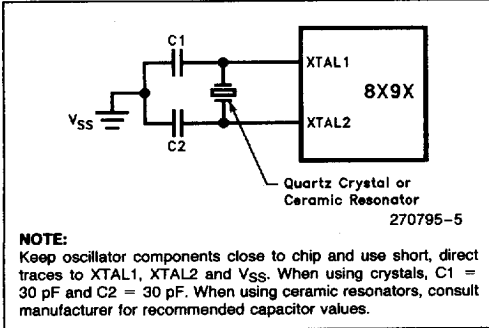 C1
XTAL1
8X9X
V_SS
XTAL2
C2
Quartz Crystal or
Ceramic Resonator
270795-5
NOTE:
Keep oscillator components close to chip and use short, direct
traces to XTAL1, XTAL2 and V_SS. When using crystals, C1 =
30 pF and C2 = 30 pF. When using ceramic resonators, consult
manufacturer for recommended capacitor values.